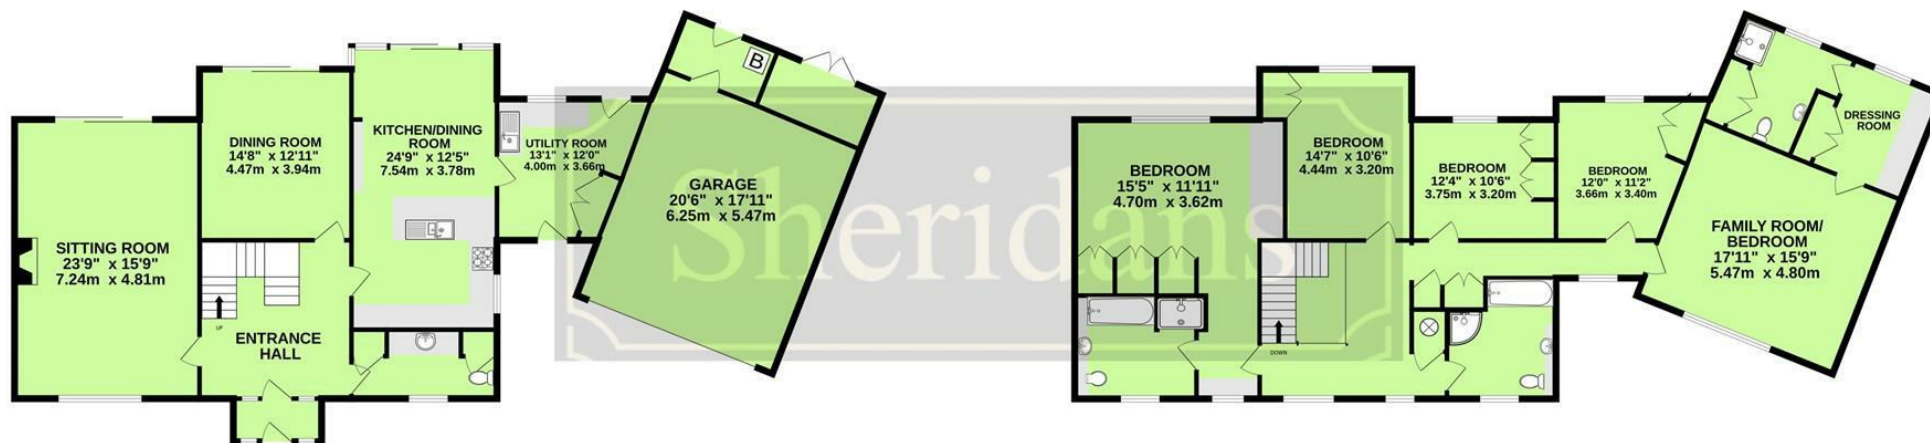 SITTING ROOM
23'9" x 15'9"
7.24m x 4.81m
DINING ROOM
14'8" x 12'11"
4.47m x 3.94m
KITCHEN/DINING
ROOM
24'9" x 12'5"
7.54m x 3.78m
UTILITY ROOM
13'1" x 12'0"
4.00m x 3.66m
B
GARAGE
20'6" x 17'11"
6.25m x 5.47m
UP
ENTRANCE
HALL
Sheridans
BEDROOM
15'5" x 11'11"
4.70m x 3.62m
BEDROOM
14'7" x 10'6"
4.44m x 3.20m
BEDROOM
12'4" x 10'6"
3.75m x 3.20m
BEDROOM
12'0" x 11'2"
3.66m x 3.40m
DRESSING
ROOM
FAMILY ROOM/
BEDROOM
17'11" x 15'9"
5.47m x 4.80m
DOWN